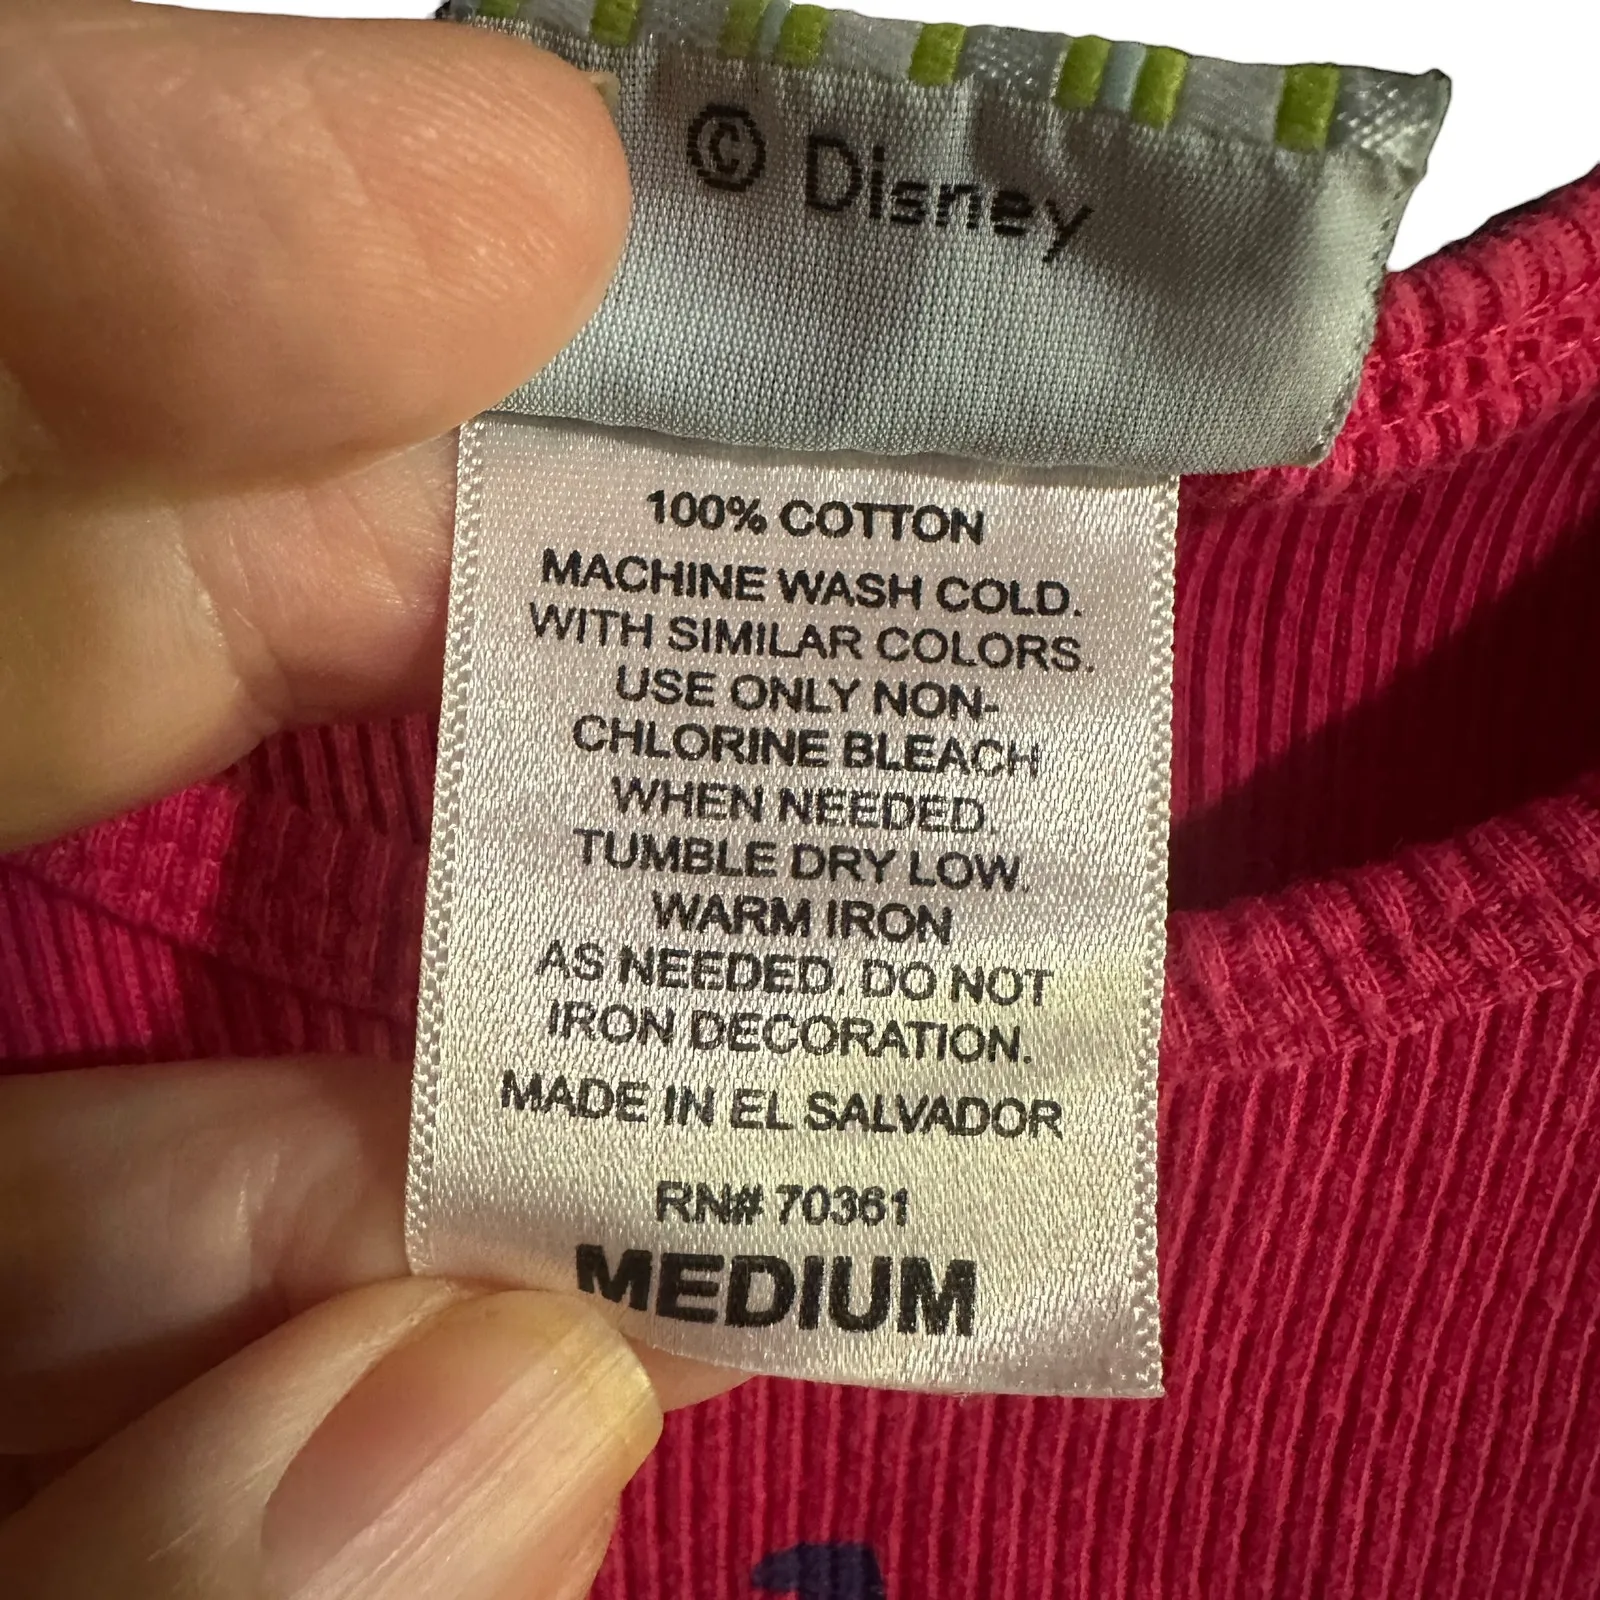 © Disney
100% COTTON
MACHINE WASH COLD.
WITH SIMILAR COLORS.
USE ONLY NON-
CHLORINE BLEACH
WHEN NEEDED.
TUMBLE DRY LOW.
WARM IRON
AS NEEDED. DO NOT
IRON DECORATION.
MADE IN EL SALVADOR
RN# 70361
MEDIUM